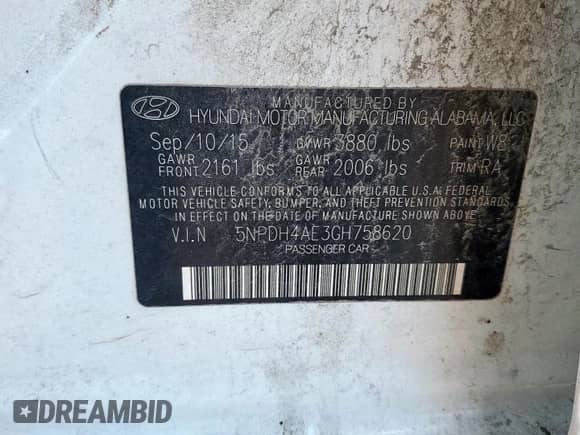 MANUFACTURED BY
HYUNDAI MOTOR MANUFACTURING ALABAMA, LLC
Sep/10/15 GVWR 3880 lbs PAINT W8
GAWR FRONT 2161 lbs GAWR REAR 2006 lbs TRIM RA
THIS VEHICLE CONFORMS TO ALL APPLICABLE U.S.A. FEDERAL
MOTOR VEHICLE SAFETY, BUMPER, AND THEFT PREVENTION
STANDARDS IN EFFECT ON THE DATE OF MANUFACTURE SHOWN ABOVE.
V.I.N 5NPDH4AE3GH758620
PASSENGER CAR
DREAMBID